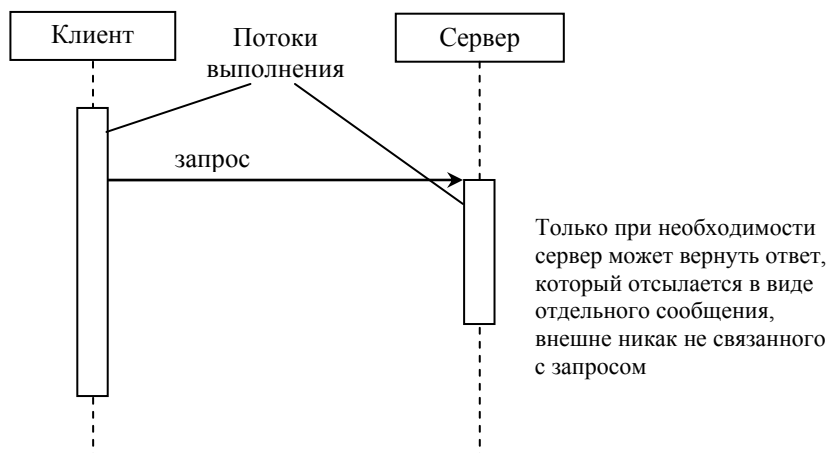 Клиент
Потоки
выполнения
Сервер
запрос
Только при необходимости
сервер может вернуть ответ,
который отсылается в виде
отдельного сообщения,
внешне никак не связанного
с запросом